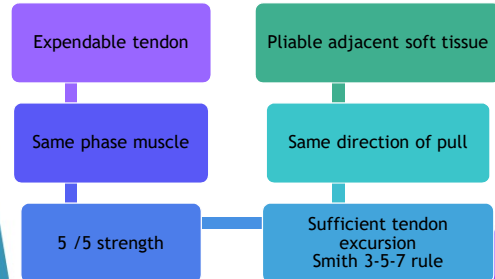 Expendable tendon
Same phase muscle
5 /5 strength
Sufficient tendon
excursion
Smith 3-5-7 rule
Same direction of pull
Pliable adjacent soft tissue